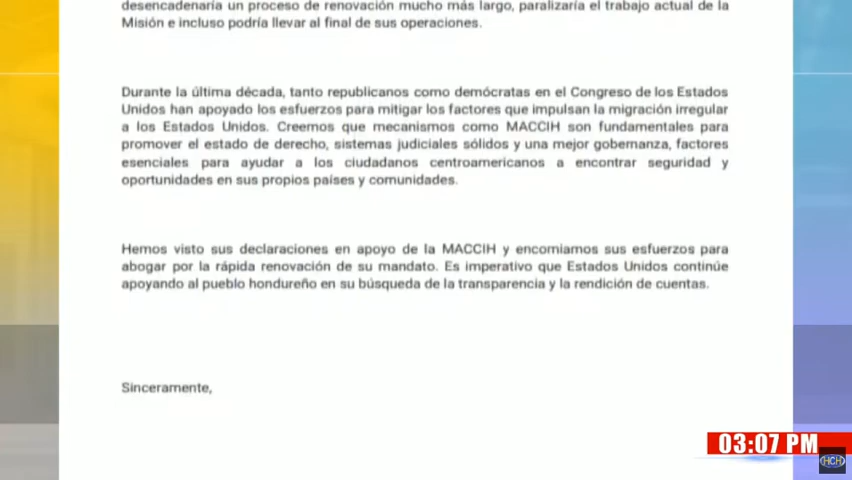 desencadenaría un proceso de renovación mucho más largo, paralizaría el trabajo actual de la
Misión e incluso podría llevar al final de sus operaciones.
Durante la última década, tanto republicanos como demócratas en el Congreso de los Estados
Unidos han apoyado los esfuerzos para mitigar los factores que impulsan la migración irregular
a los Estados Unidos. Creemos que mecanismos como MACCIH son fundamentales para
promover el estado de derecho, sistemas judiciales sólidos y una mejor gobernanza, factores
esenciales para ayudar a los ciudadanos centroamericanos a encontrar seguridad y
oportunidades en sus propios países y comunidades.
Hemos visto sus declaraciones en apoyo de la MACCIH y encomiamos sus esfuerzos para
abogar por la rápida renovación de su mandato. Es imperativo que Estados Unidos continúe
apoyando al pueblo hondureño en su búsqueda de la transparencia y la rendición de cuentas.
Sinceramente,
03:07 PM
HCH